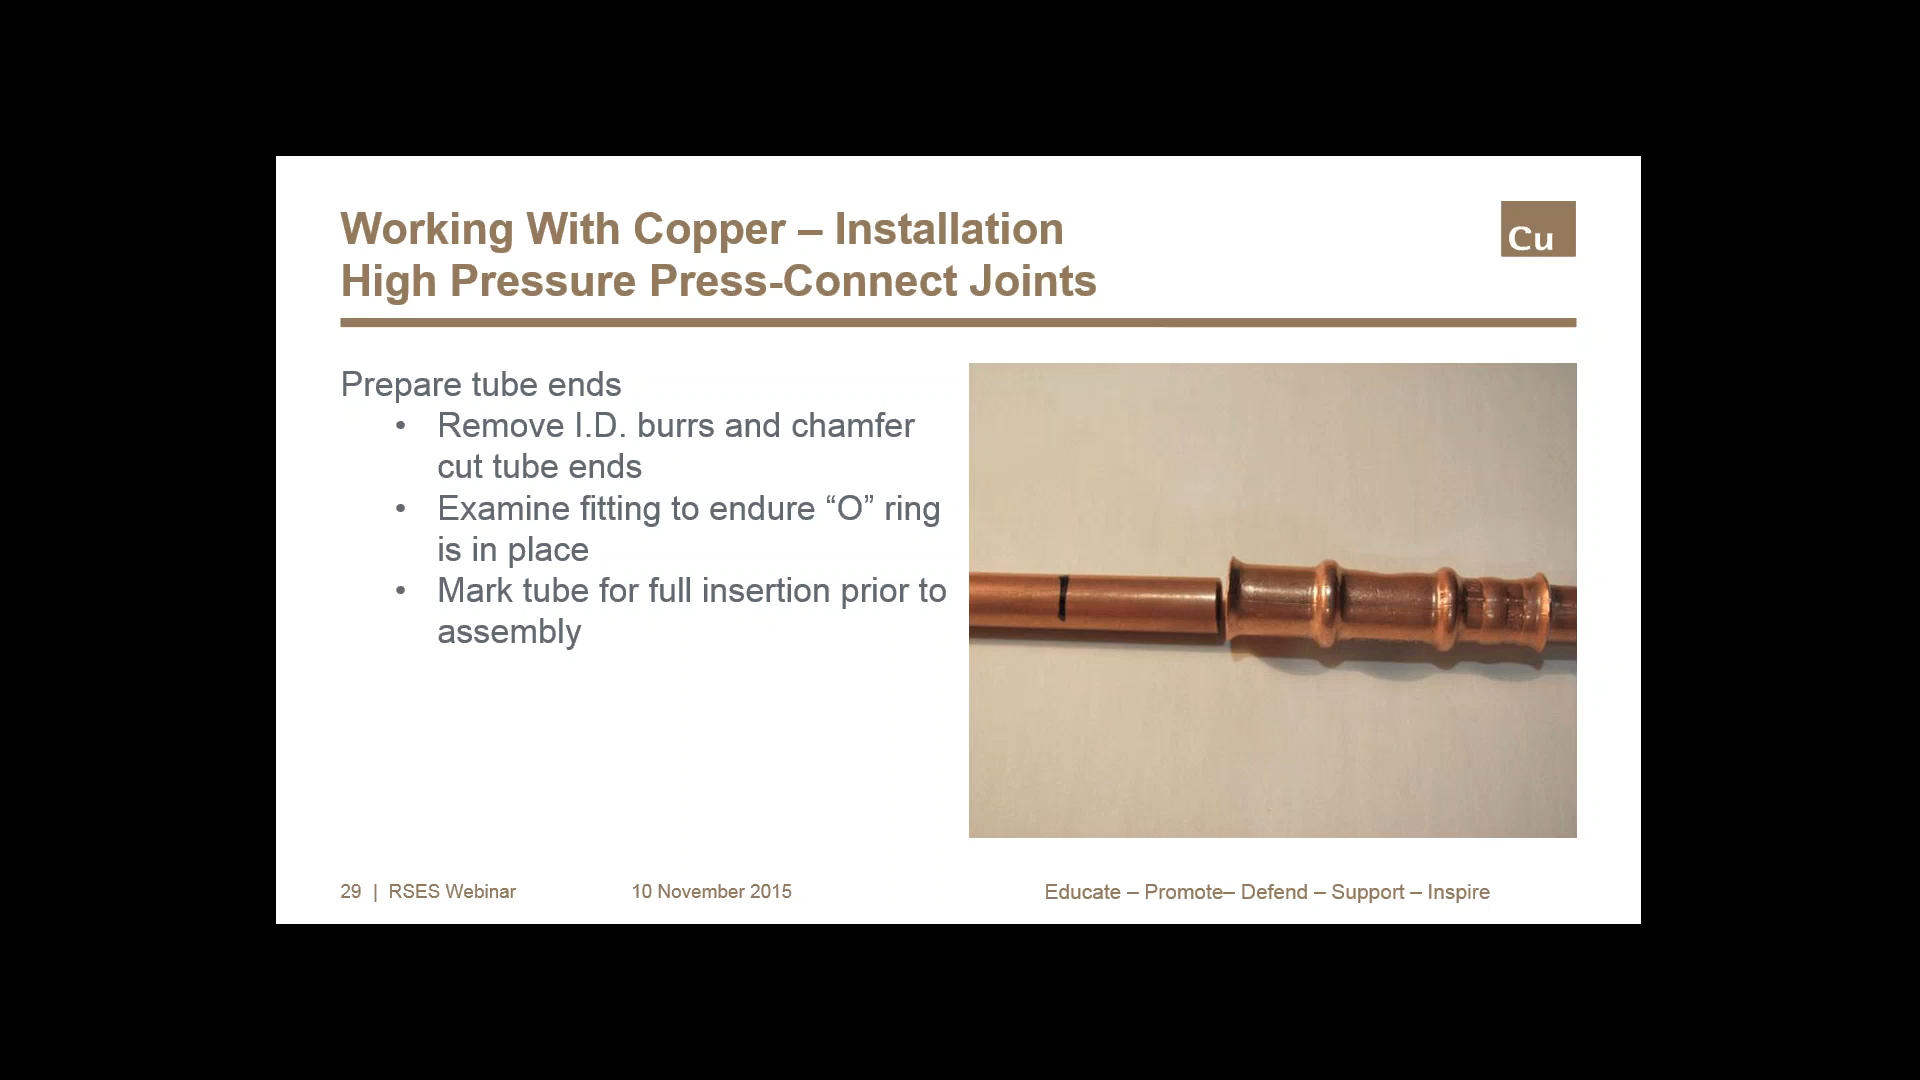 Working With Copper – Installation
High Pressure Press-Connect Joints
Cu
Prepare tube ends
• Remove I.D. burrs and chamfer
cut tube ends
• Examine fitting to endure “O” ring
is in place
• Mark tube for full insertion prior to
assembly
29 | RSES Webinar 10 November 2015 Educate – Promote– Defend – Support – Inspire